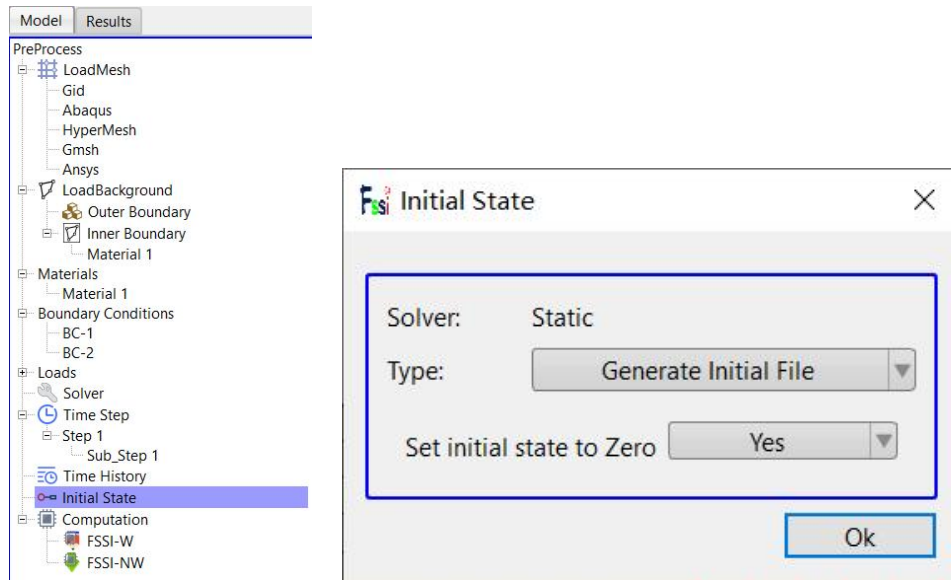 Model Results
PreProcess
LoadMesh
Gid
Abaqus
HyperMesh
Gmsh
Ansys
LoadBackground
Outer Boundary
Inner Boundary
Material 1
Materials
Material 1
Boundary Conditions
BC-1
BC-2
Loads
Solver
Time Step
Step 1
Sub_Step 1
Time History
Initial State
Computation
FSSI-W
FSSI-NW
Fssi Initial State
Solver: Static
Type: Generate Initial File
Set initial state to Zero Yes
Ok